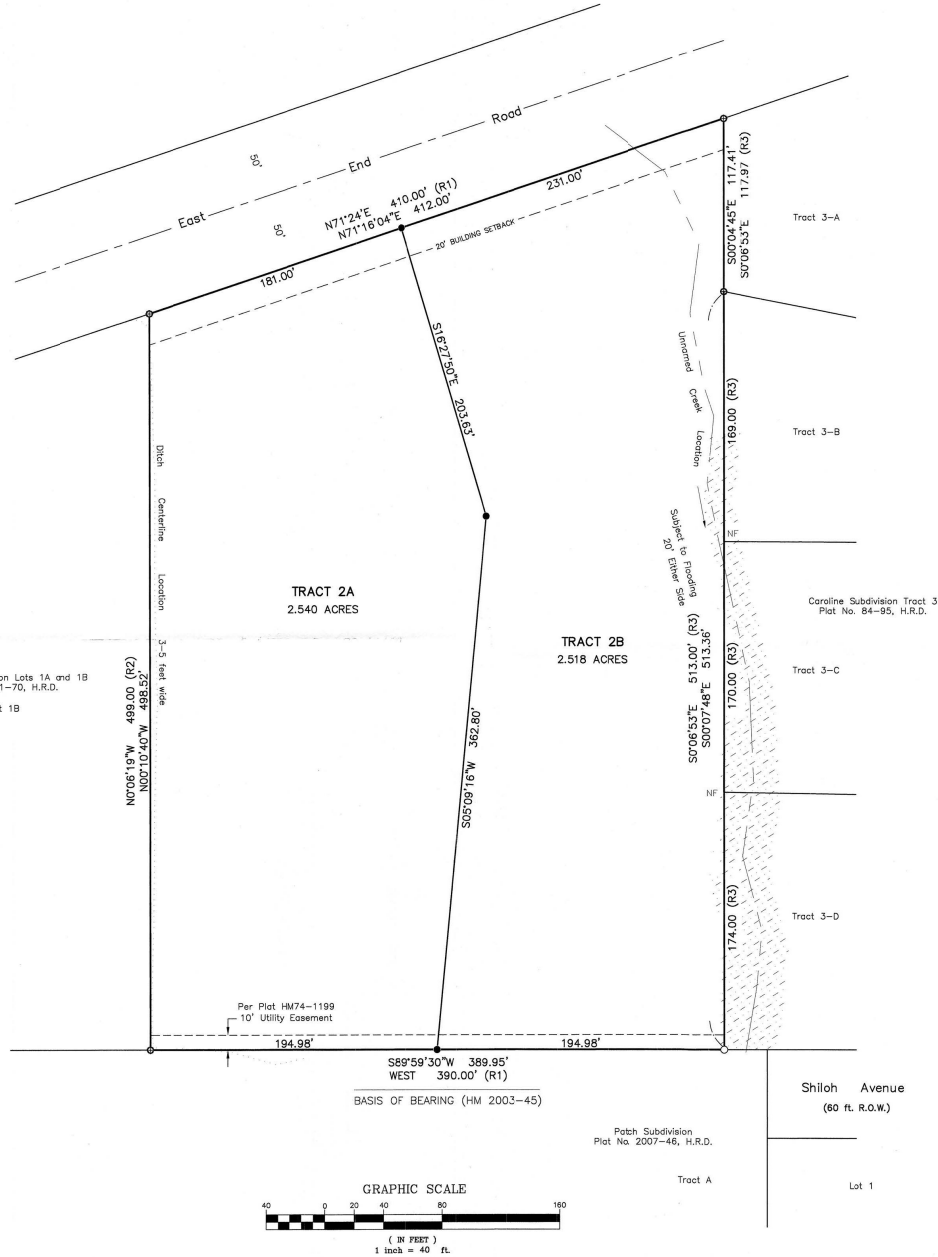 East End Road
50'
50'
N71°24'E 410.00' (R1)
N71°16'04"E 412.00'
181.00'
231.00'
20' BUILDING SETBACK
S00°04'45"E 117.41'
S0°06'53"E 117.97 (R3)
Tract 3-A
S16°27'50"E 203.63'
Unnamed Creek Location
169.00 (R3)
Tract 3-B
Ditch Centerline Location 3-5 feet wide
Subject to Flooding
20' Either Side
NF
TRACT 2A
2.540 ACRES
TRACT 2B
2.518 ACRES
Caroline Subdivision Tract 3
Plat No. 84-95, H.R.D.
Tract 3-C
170.00 (R3)
S0°06'53"E 513.00' (R3)
S00°07'48"E 513.36'
on Lots 1A and 1B
1-70, H.R.D.
t 1B
N0°06'19"W 499.00 (R2)
N00°10'40"W 498.52'
S05°09'16"W 362.80'
NF
174.00 (R3)
Tract 3-D
Per Plat HM74-1199
10' Utility Easement
194.98'
194.98'
S89°59'30"W 389.95'
WEST 390.00' (R1)
BASIS OF BEARING (HM 2003-45)
Shiloh Avenue
(60 ft. R.O.W.)
Patch Subdivision
Plat No. 2007-46, H.R.D.
Tract A
Lot 1
GRAPHIC SCALE
40 0 20 40 80 160
( IN FEET )
1 inch = 40 ft.